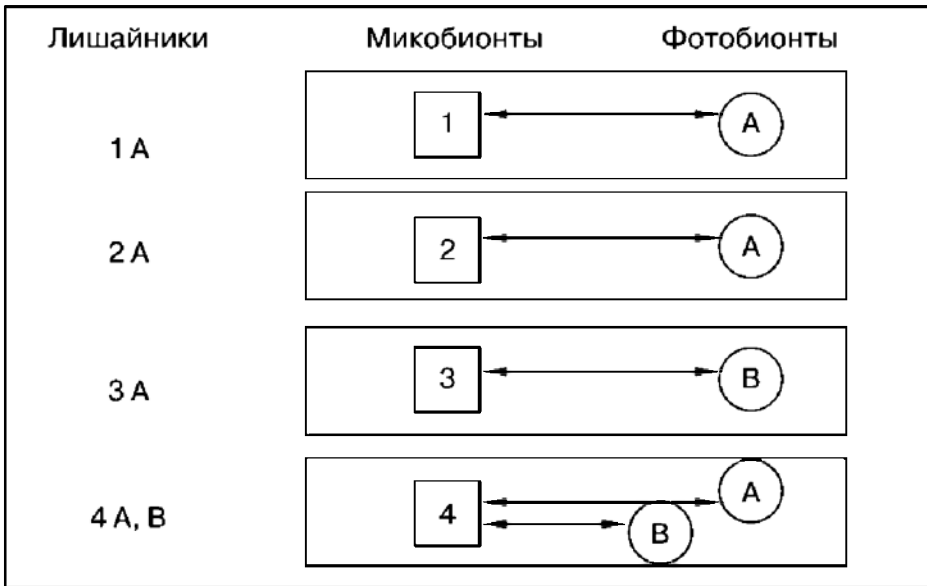 Лишайники Микобионты Фотобионты
1 А 1 А
2 А 2 А
3 А 3 В
4 А, В 4 В А